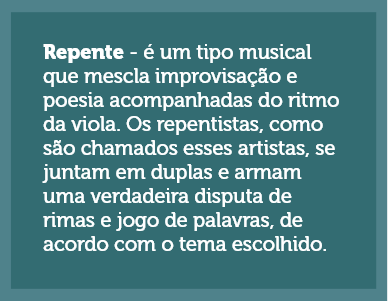 Repente - é um tipo musical
que mescla improvisação e
poesia acompanhadas do ritmo
da viola. Os repentistas, como
são chamados esses artistas, se
juntam em duplas e armam
uma verdadeira disputa de
rimas e jogo de palavras, de
acordo com o tema escolhido.